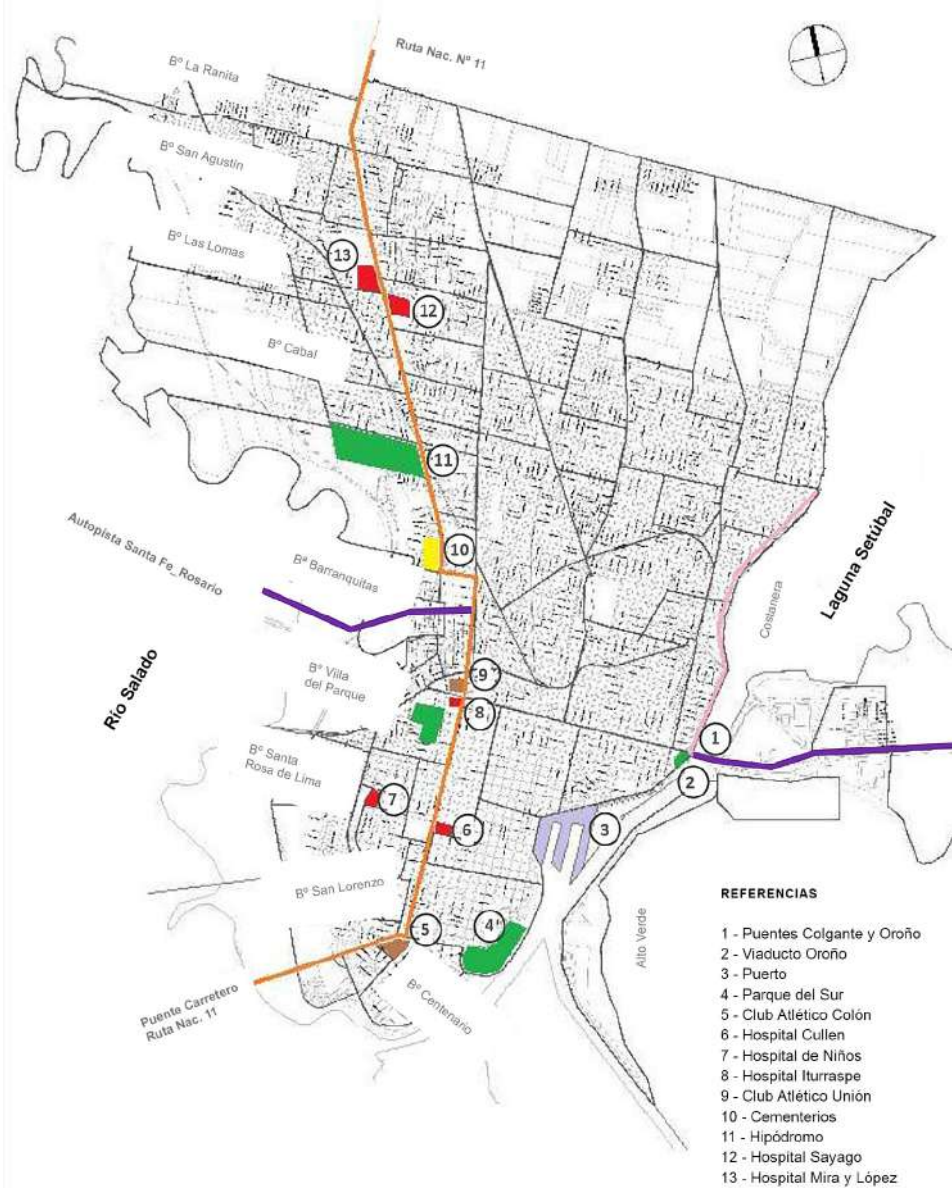 Ruta Nac. Nº 11
Bº La Ranita
Bº San Agustín
Bº Las Lomas
13
12
Bº Cabal
11
Autopista Santa Fe_Rosario
10
Bº Barranquitas
Laguna Setúbal
Costanera
Río Salado
Bº Villa
del Parque
9
8
1
Bº Santa
Rosa de Lima
2
7
6
3
Bº San Lorenzo
4
5
Alto Verde
Puente Carretero
Ruta Nac. 11
Bº Centenario
REFERENCIAS
1 - Puentes Colgante y Oroño
2 - Viaducto Oroño
3 - Puerto
4 - Parque del Sur
5 - Club Atlético Colón
6 - Hospital Cullen
7 - Hospital de Niños
8 - Hospital Iturraspe
9 - Club Atlético Unión
10 - Cementerios
11 - Hipódromo
12 - Hospital Sayago
13 - Hospital Mira y López